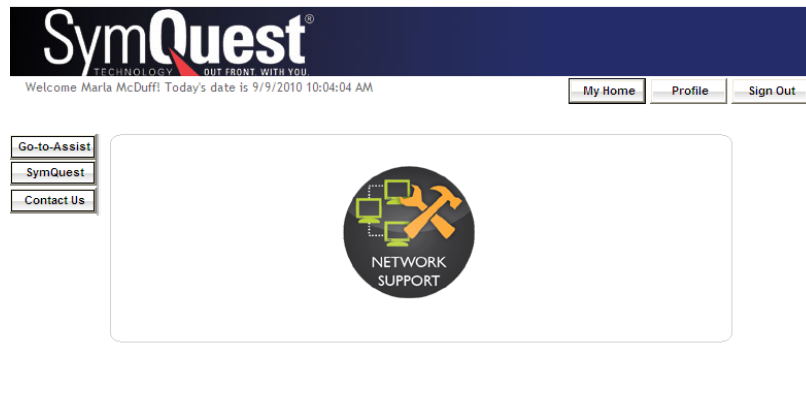 SymQuest®
TECHNOLOGY OUT FRONT. WITH YOU.
Welcome Marla McDuff! Today's date is 9/9/2010 10:04:04 AM
My Home Profile Sign Out
Go-to-Assist
SymQuest
Contact Us
NETWORK
SUPPORT